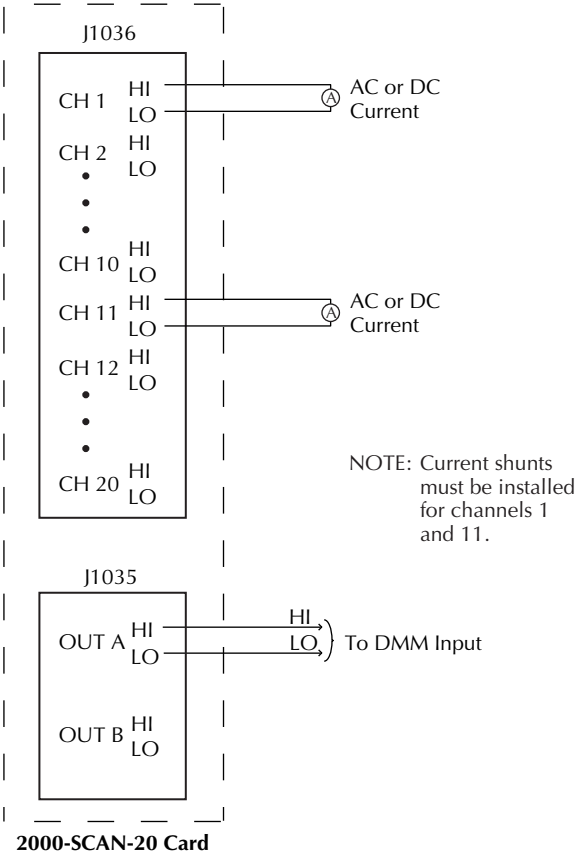 J1036
CH 1 HI
LO
AC or DC
Current
A
CH 2 HI
LO
CH 10 HI
LO
CH 11 HI
LO
AC or DC
Current
A
CH 12 HI
LO
CH 20 HI
LO
NOTE: Current shunts
must be installed
for channels 1
and 11.
J1035
OUT A HI
LO
HI
LO
To DMM Input
OUT B HI
LO
2000-SCAN-20 Card